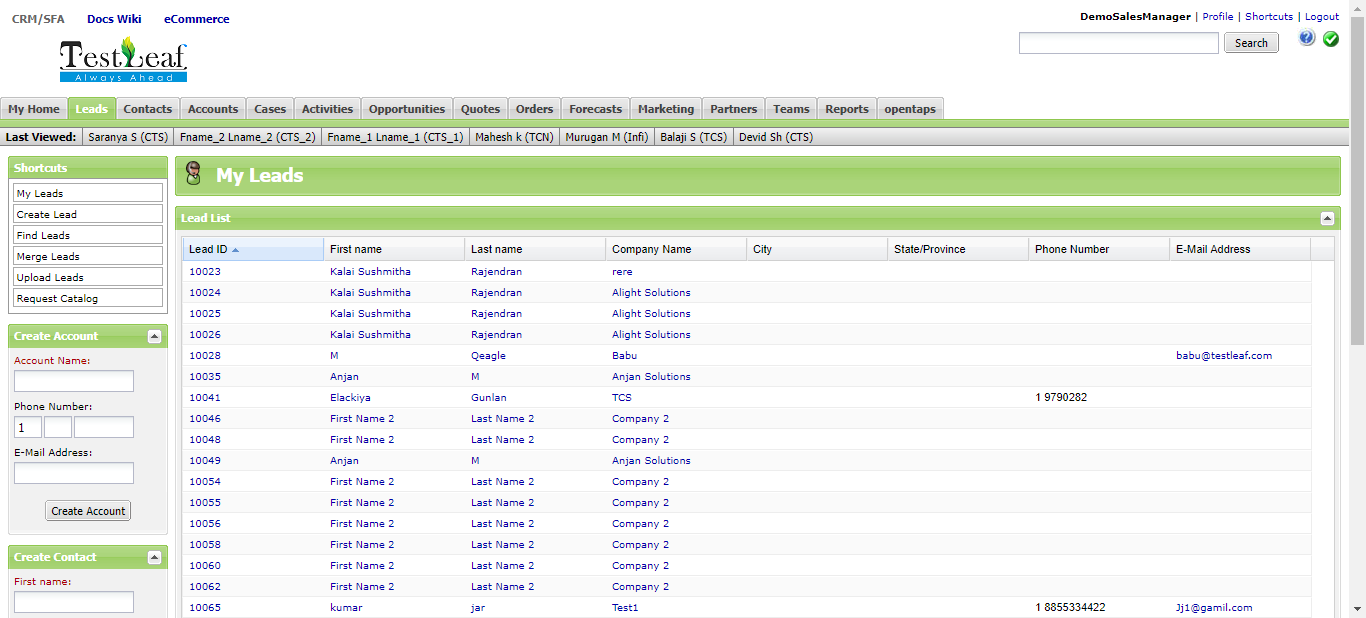 CRM/SFA Docs Wiki eCommerce
DemoSalesManager | Profile | Shortcuts | Logout
TestLeaf
Always Ahead
Search
?
My Home Leads Contacts Accounts Cases Activities Opportunities Quotes Orders Forecasts Marketing Partners Teams Reports opentaps
Last Viewed: Saranya S (CTS) Fname_2 Lname_2 (CTS_2) Fname_1 Lname_1 (CTS_1) Mahesh k (TCN) Murugan M (Infi) Balaji S (TCS) Devid Sh (CTS)
Shortcuts
My Leads
Create Lead
Find Leads
Merge Leads
Upload Leads
Request Catalog
Create Account
Account Name:
Phone Number:
1
E-Mail Address:
Create Account
Create Contact
First name:
My Leads
Lead List
Lead ID First name Last name Company Name City State/Province Phone Number E-Mail Address
10023 Kalai Sushmitha Rajendran rere
10024 Kalai Sushmitha Rajendran Alight Solutions
10025 Kalai Sushmitha Rajendran Alight Solutions
10026 Kalai Sushmitha Rajendran Alight Solutions
10028 M Qeagle Babu babu@testleaf.com
10035 Anjan M Anjan Solutions
10041 Elackiya Gunlan TCS 1 9790282
10046 First Name 2 Last Name 2 Company 2
10048 First Name 2 Last Name 2 Company 2
10049 Anjan M Anjan Solutions
10054 First Name 2 Last Name 2 Company 2
10055 First Name 2 Last Name 2 Company 2
10056 First Name 2 Last Name 2 Company 2
10058 First Name 2 Last Name 2 Company 2
10060 First Name 2 Last Name 2 Company 2
10062 First Name 2 Last Name 2 Company 2
10065 kumar jar Test1 1 8855334422 Jj1@gamil.com